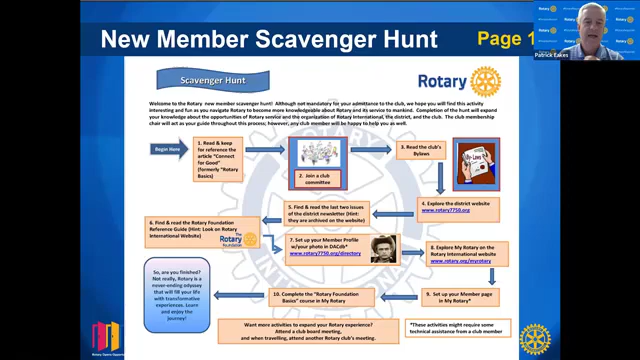 New Member Scavenger Hunt
Page 1
Rotary
Patrick Eakes
Scavenger Hunt
Rotary
Welcome to the Rotary new member scavenger hunt! Although not mandatory for your admittance to the club, we hope you will find this activity
interesting and fun as you navigate Rotary to become more knowledgeable about Rotary and its service to mankind. Completion of the hunt will expand
your knowledge about the opportunities of Rotary service and the organization of Rotary International, the district, and the club. The club membership
chair will act as your guide throughout this process; however, any club member will be happy to help you as well.
Begin Here
1. Read & keep
for reference the
article “Connect
for Good”
(formerly “Rotary
Basics”
2. Join a club
committee
3. Read the club’s
Bylaws
4. Explore the district website
www.rotary7750.org
5. Find & read the last two issues
of the district newsletter (Hint:
they are archived on the website)
6. Find & read the Rotary Foundation
Reference Guide (Hint: Look on Rotary
International Website)
The
Rotary
Foundation
7. Set up your Member Profile
w/your photo in DACdb*
www.rotary7750.org/directory
8. Explore My Rotary on the
Rotary International website
www.rotary.org/myrotary
9. Set up your Member page
in My Rotary*
10. Complete the “Rotary Foundation
Basics” course in My Rotary
So, are you finished?
Not really, Rotary is a
never-ending odyssey
that will fill your life
with transformative
experiences. Learn
and enjoy the
journey!
Want more activities to expand your Rotary experience?
Attend a club board meeting,
and when travelling, attend another Rotary club’s meeting.
*These activities might require some
technical assistance from a club member
Rotary